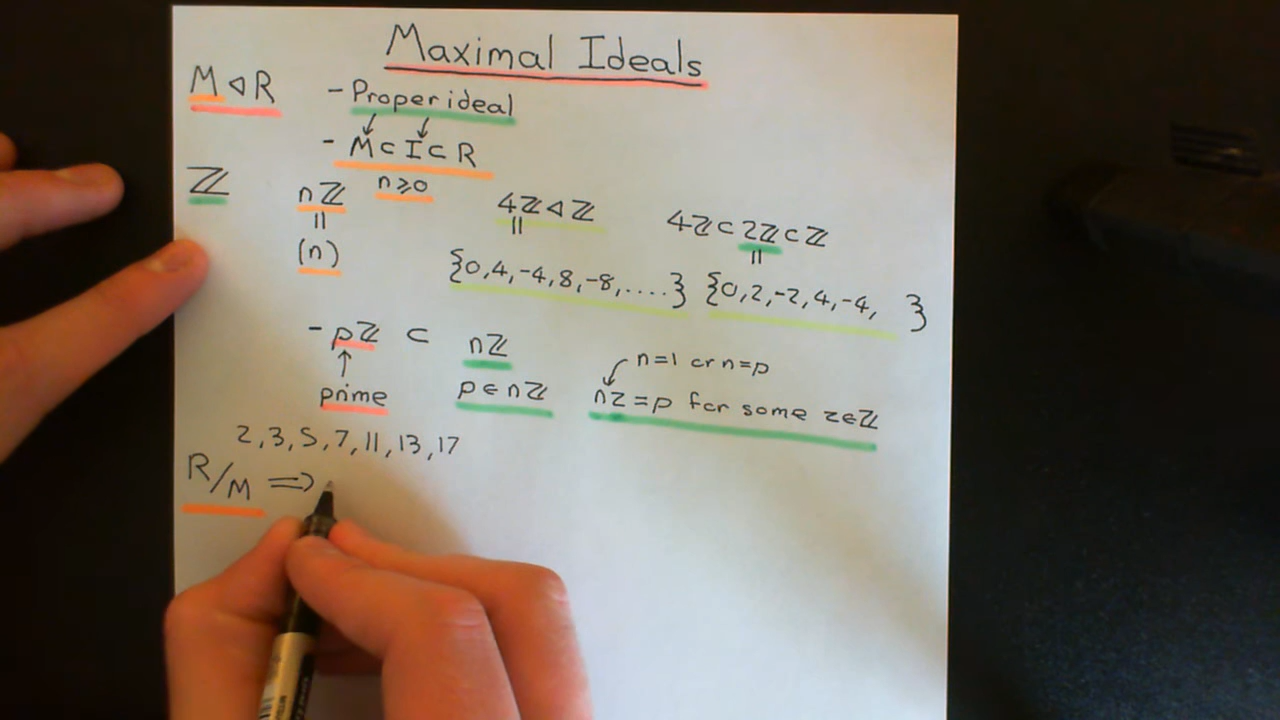 Maximal Ideals
M ◁ R - Proper ideal
↓ ↓
- M ⊂ I ⊂ R
ℤ nℤ n≥0 4ℤ ◁ ℤ 4ℤ ⊂ 2ℤ ⊂ ℤ
|| || ||
(n) {0,4,-4,8,-8,....} {0,2,-2,4,-4, }
- pℤ ⊂ nℤ n=1 or n=p
↑
prime p ∈ nℤ nz = p for some z∈ℤ
2,3,5,7,11,13,17
R/M ⇒